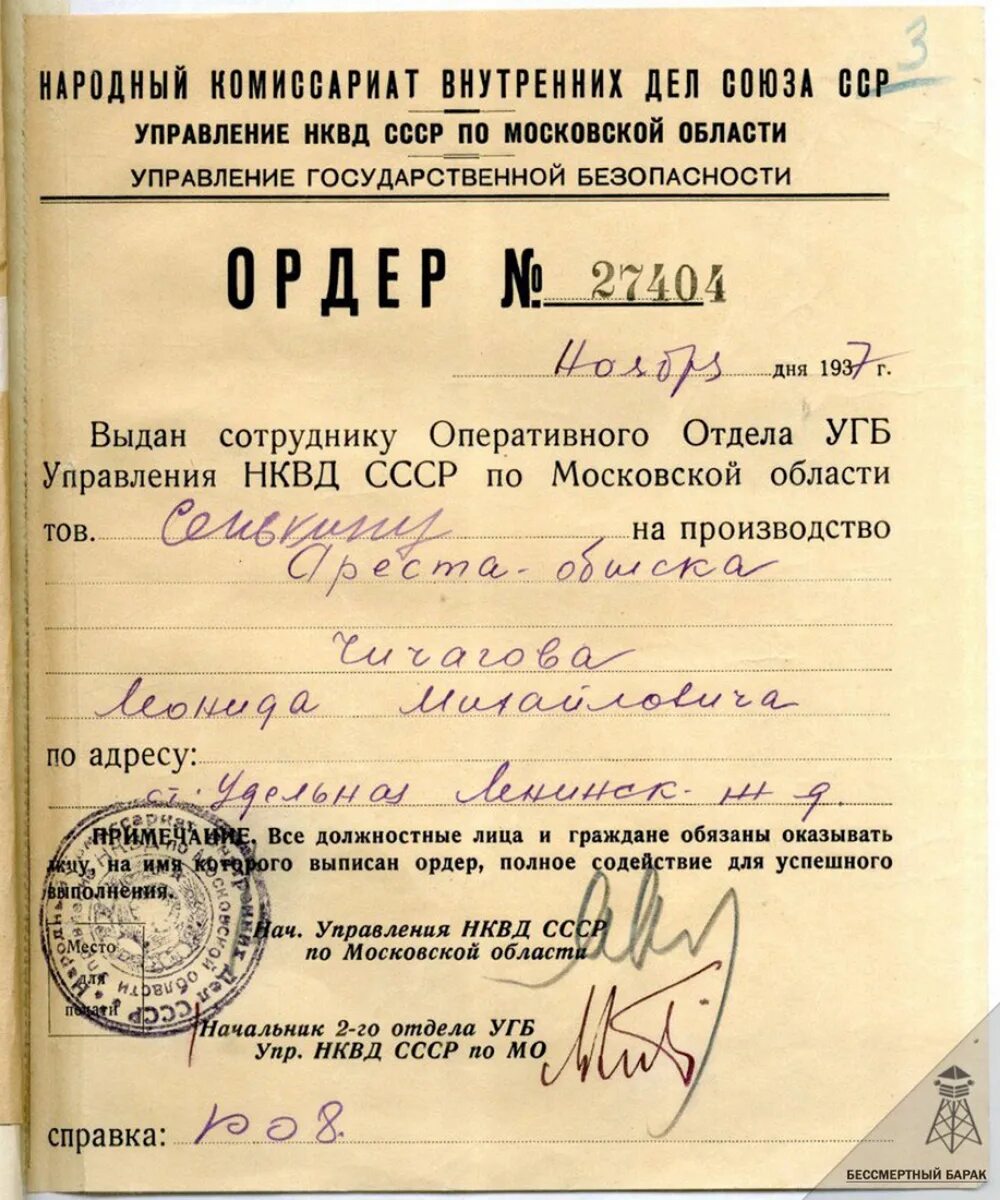 3
НАРОДНЫЙ КОМИССАРИАТ ВНУТРЕННИХ ДЕЛ СОЮЗА ССР
УПРАВЛЕНИЕ НКВД СССР ПО МОСКОВСКОЙ ОБЛАСТИ
УПРАВЛЕНИЕ ГОСУДАРСТВЕННОЙ БЕЗОПАСНОСТИ
ОРДЕР № 27404
Ноября дня 1937 г.
Выдан сотруднику Оперативного Отдела УГБ
Управления НКВД СССР по Московской области
тов. Сенькину на производство
Ареста-обыска
Чичагова
Леонида Михайловича
по адресу:
ст. Удельная Ленинск. ж д.
ПРИМЕЧАНИЕ. Все должностные лица и граждане обязаны оказывать
лицу, на имя которого выписан ордер, полное содействие для успешного
выполнения.
Нач. Управления НКВД СССР
по Московской области
Место
для
печати
Начальник 2-го отдела УГБ
Упр. НКВД СССР по МО
справка: РО 8.
БЕССМЕРТНЫЙ БАРАК